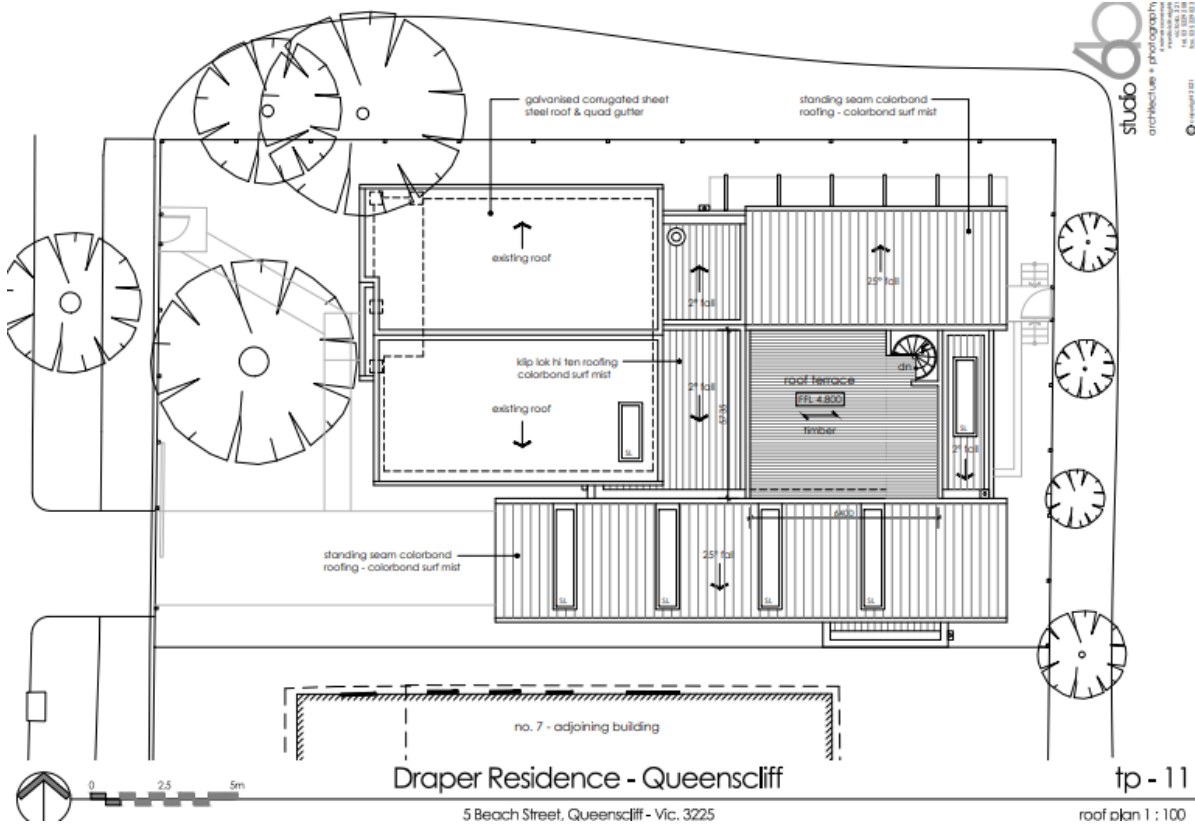 studio 60
architecture + photography
© copyright 2021
galvanised corrugated sheet
steel roof & quad gutter
standing seam colorbond
roofing - colorbond surf mist
existing roof
2° fall
25° fall
klip lok hi ten roofing
colorbond surf mist
existing roof
SL
2° fall
5735
roof terrace
FFL 4.800
timber
dn
SL
2° fall
6400
standing seam colorbond
roofing - colorbond surf mist
25° fall
SL
SL
SL
SL
no. 7 - adjoining building
0 2.5 5m
Draper Residence - Queenscliff
tp - 11
5 Beach Street, Queenscliff - Vic. 3225
roof plan 1 : 100